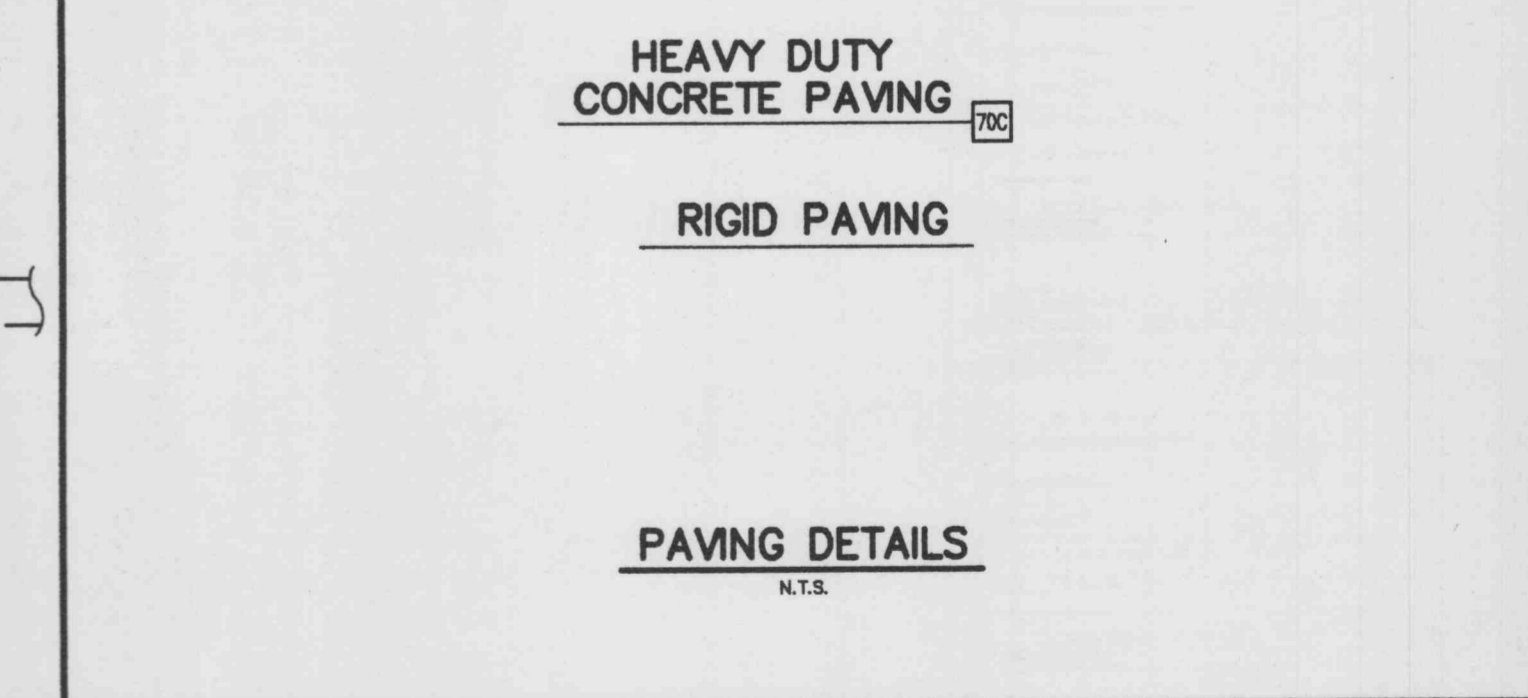 HEAVY DUTY
CONCRETE PAVING
70C
RIGID PAVING
PAVING DETAILS
N.T.S.